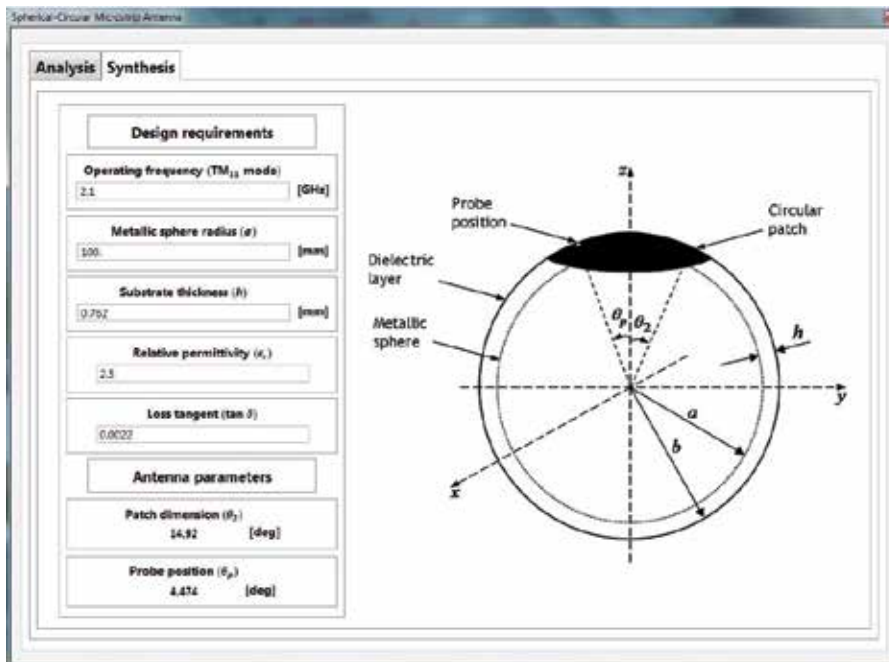 Spherical-Circular Microstrip Antenna
Analysis Synthesis
Design requirements
Operating frequency (TM₁₁ mode)
2.1 [GHz]
Metallic sphere radius (a)
100. [mm]
Substrate thickness (h)
0.762 [mm]
Relative permittivity (εᵣ)
2.5
Loss tangent (tan δ)
0.0022
Antenna parameters
Patch dimension (θ₂)
14.92 [deg]
Probe position (θₚ)
4.474 [deg]
z
Probe
position
Circular
patch
Dielectric
layer
Metallic
sphere
θₚ θ₂
h
y
a
b
x